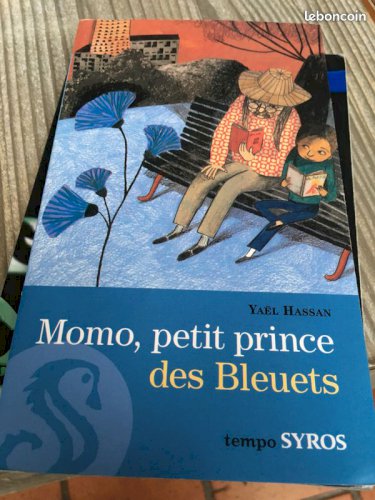 leboncoin
YAËL HASSAN
Momo, petit prince
des Bleuets
tempo SYROS